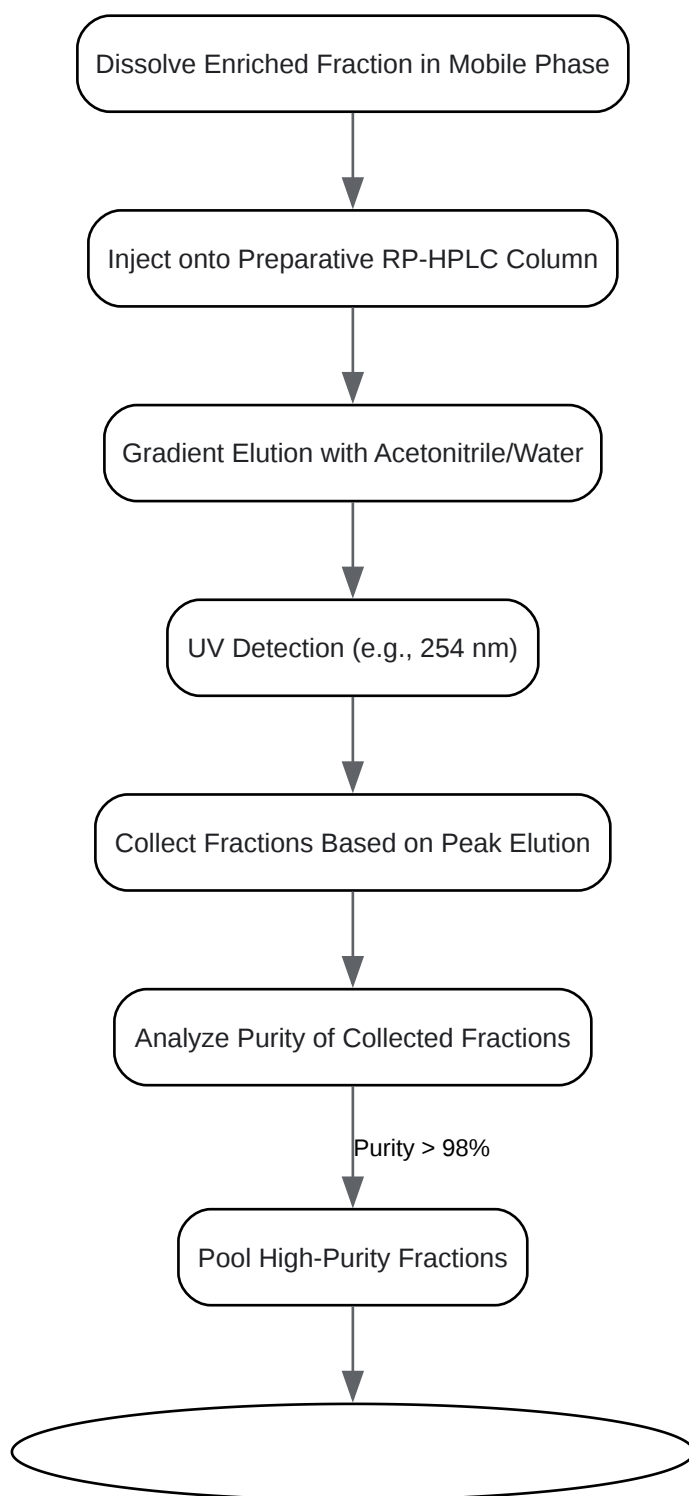 Dissolve Enriched Fraction in Mobile Phase
Inject onto Preparative RP-HPLC Column
Gradient Elution with Acetonitrile/Water
UV Detection (e.g., 254 nm)
Collect Fractions Based on Peak Elution
Analyze Purity of Collected Fractions
Purity > 98%
Pool High-Purity Fractions